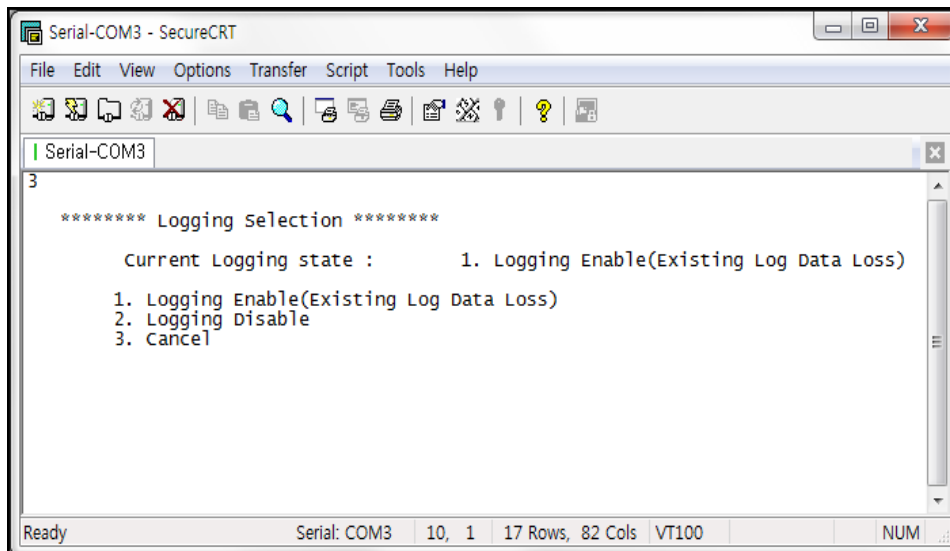 Serial-COM3 - SecureCRT
File Edit View Options Transfer Script Tools Help
Serial-COM3
3
******** Logging Selection ********
Current Logging state : 1. Logging Enable(Existing Log Data Loss)
1. Logging Enable(Existing Log Data Loss)
2. Logging Disable
3. Cancel
Ready Serial: COM3 10, 1 17 Rows, 82 Cols VT100 NUM